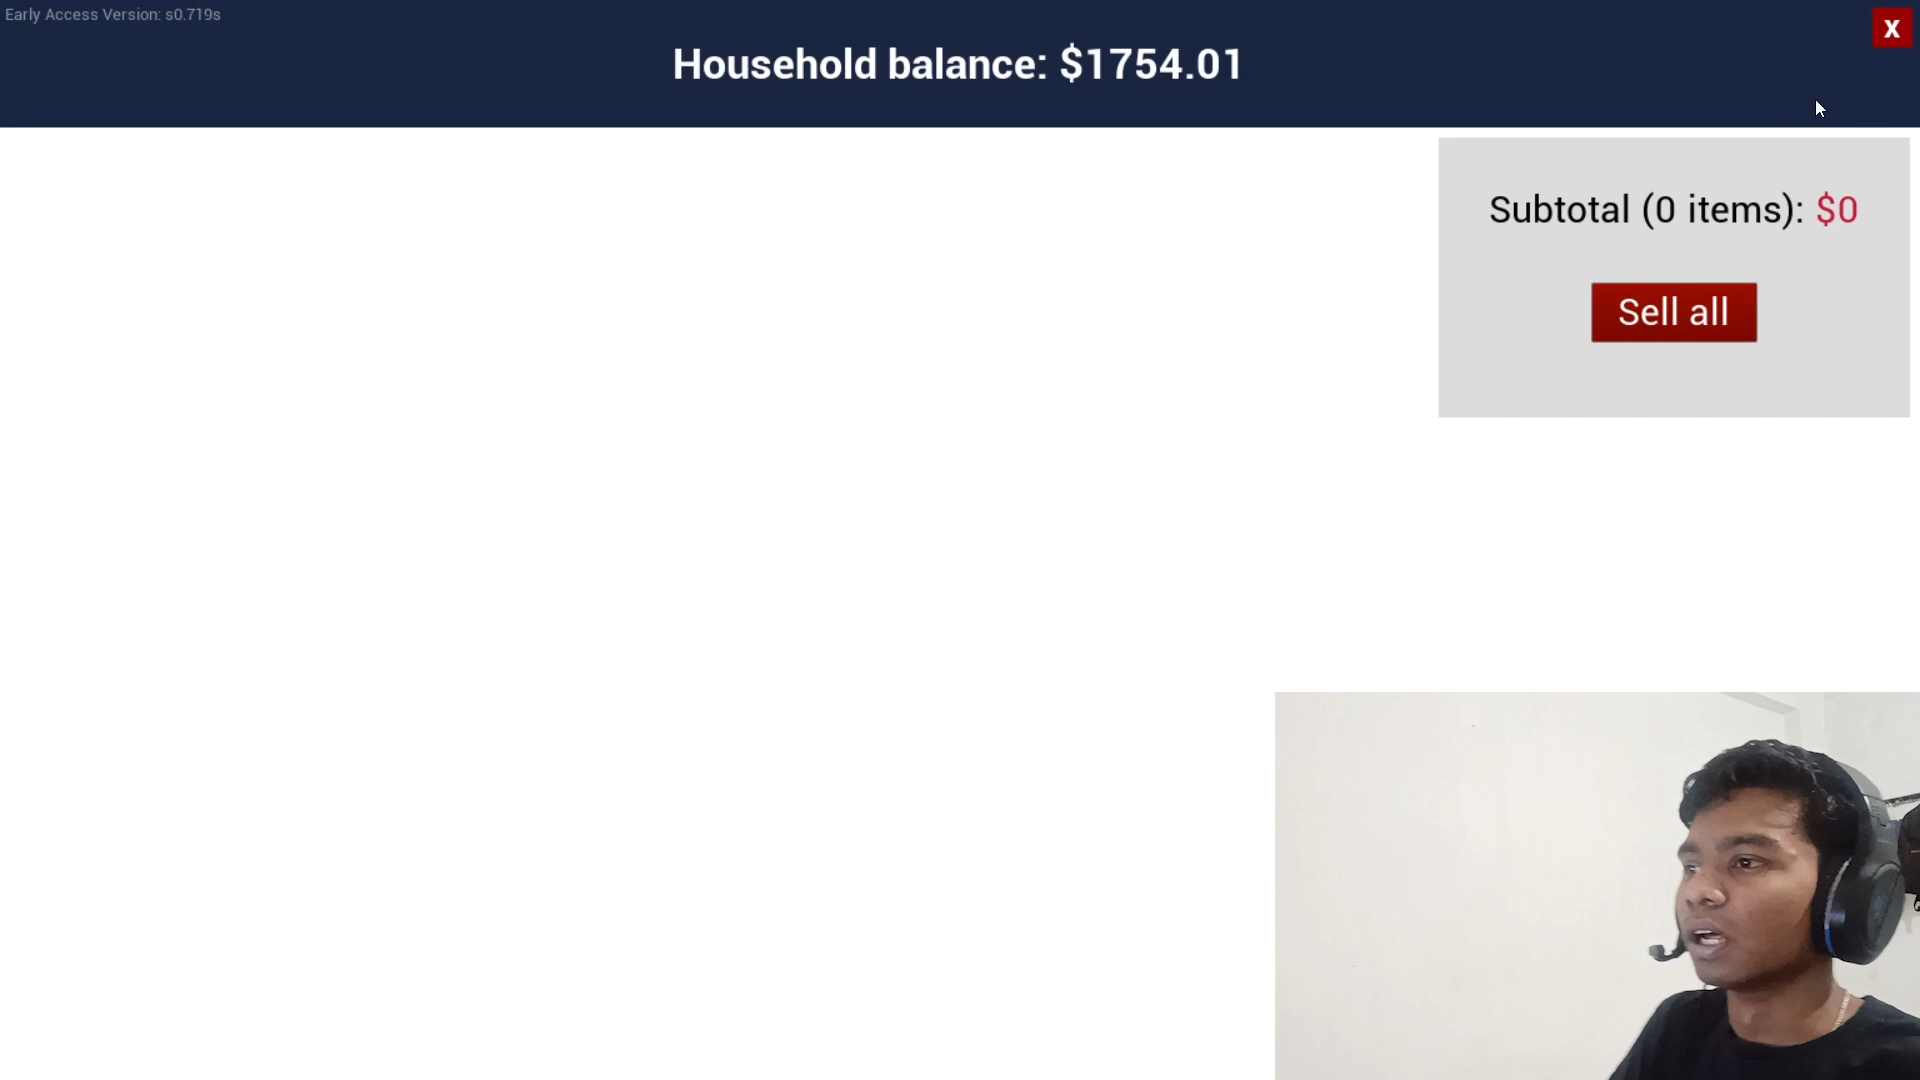 Early Access Version: s0.719s
X
Household balance: $1754.01
Subtotal (0 items): $0
Sell all